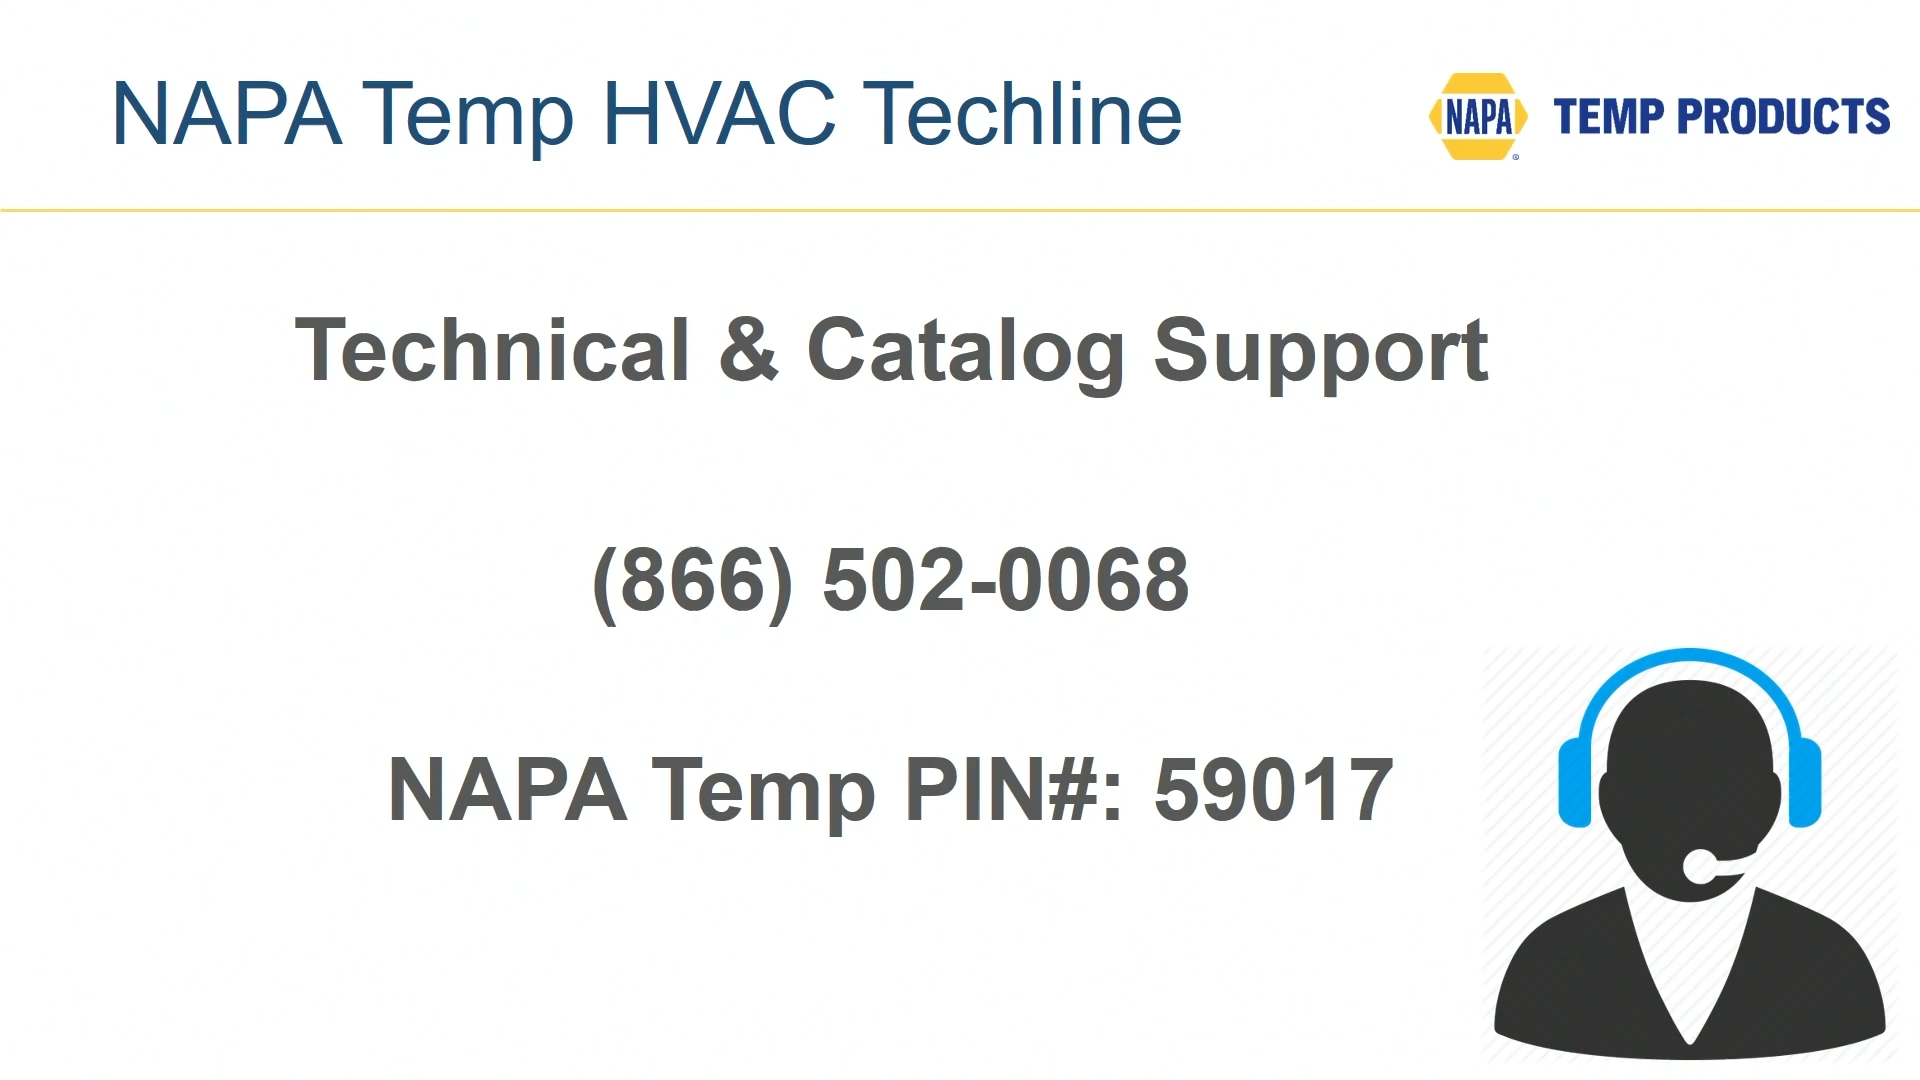 NAPA Temp HVAC Techline
NAPA
®
TEMP PRODUCTS
Technical & Catalog Support
(866) 502-0068
NAPA Temp PIN#: 59017